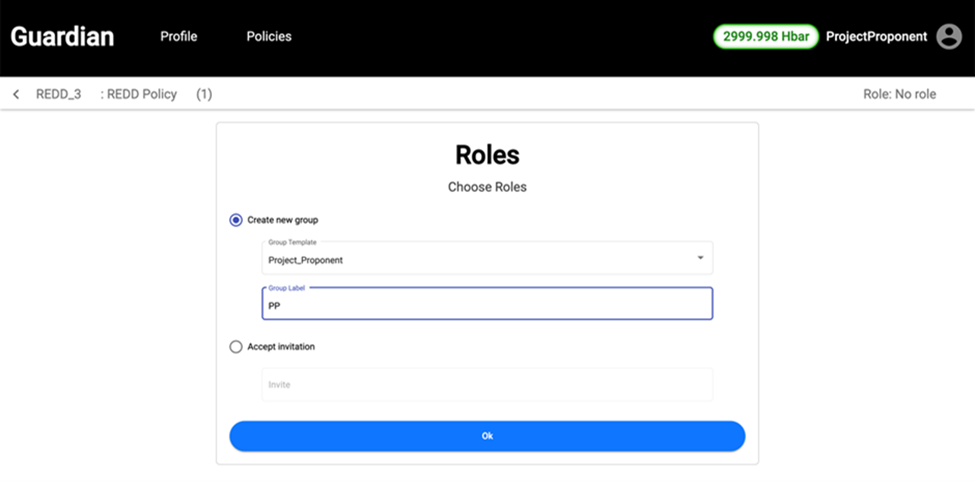 Guardian Profile Policies 2999.998 Hbar ProjectProponent
REDD_3 : REDD Policy (1) Role: No role
Roles
Choose Roles
Create new group
Group Template
Project_Proponent
Group Label
PP
Accept invitation
Invite
Ok